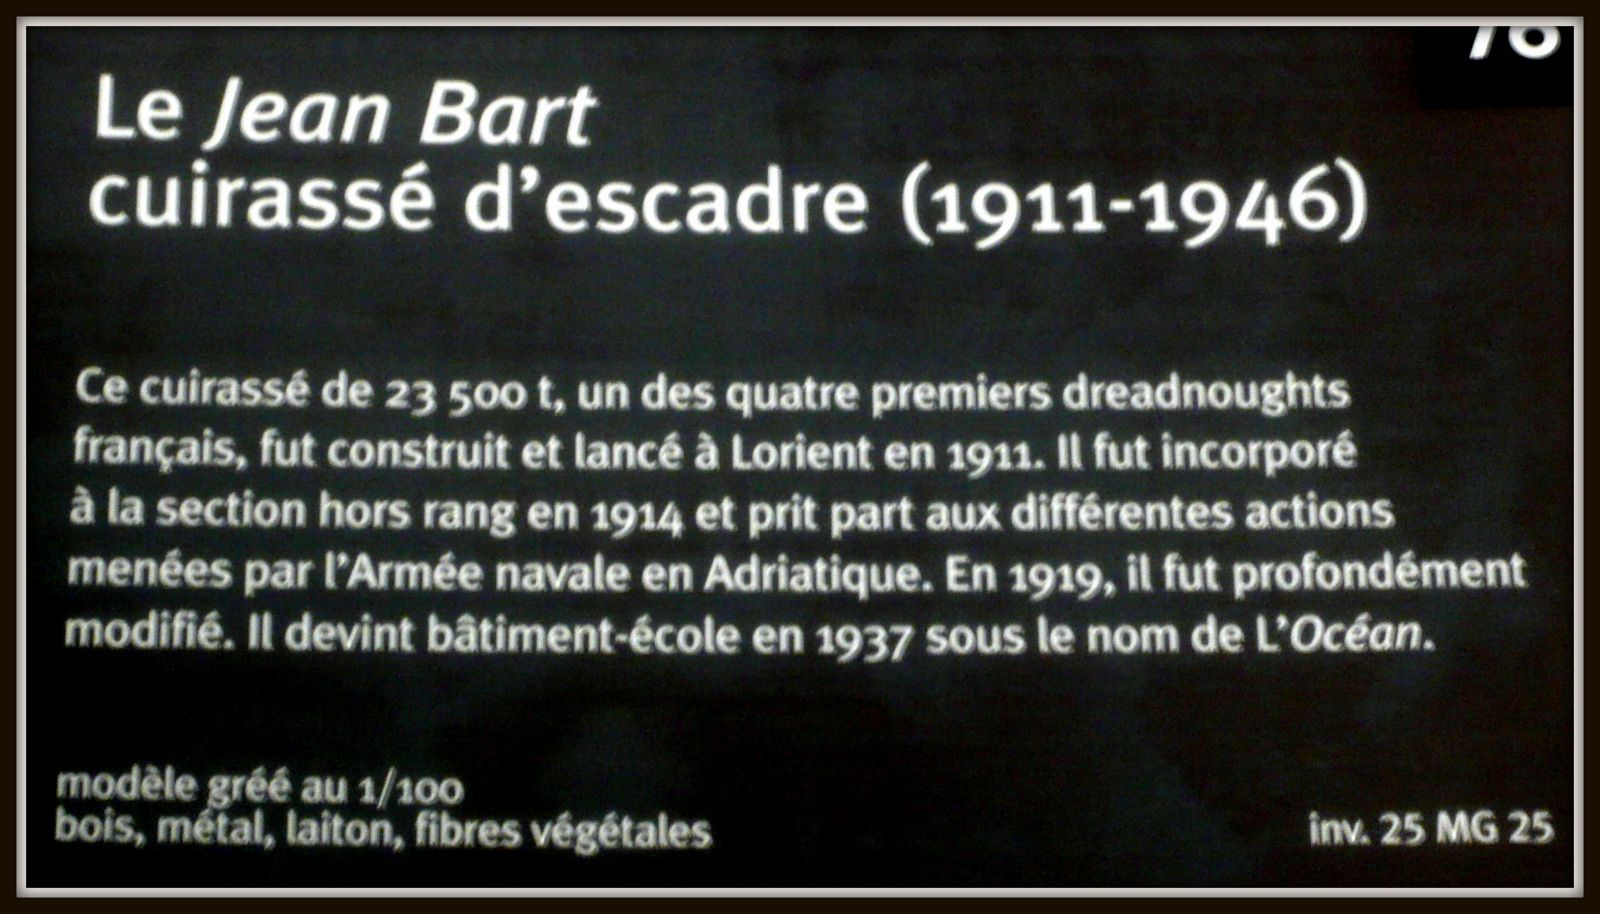 Le Jean Bart
cuirassé d'escadre (1911-1946)
Ce cuirassé de 23 500 t, un des quatre premiers dreadnoughts
français, fut construit et lancé à Lorient en 1911. Il fut incorporé
à la section hors rang en 1914 et prit part aux différentes actions
menées par l'Armée navale en Adriatique. En 1919, il fut profondément
modifié. Il devint bâtiment-école en 1937 sous le nom de L'Océan.
modèle gréé au 1/100
bois, métal, laiton, fibres végétales
inv. 25 MG 25